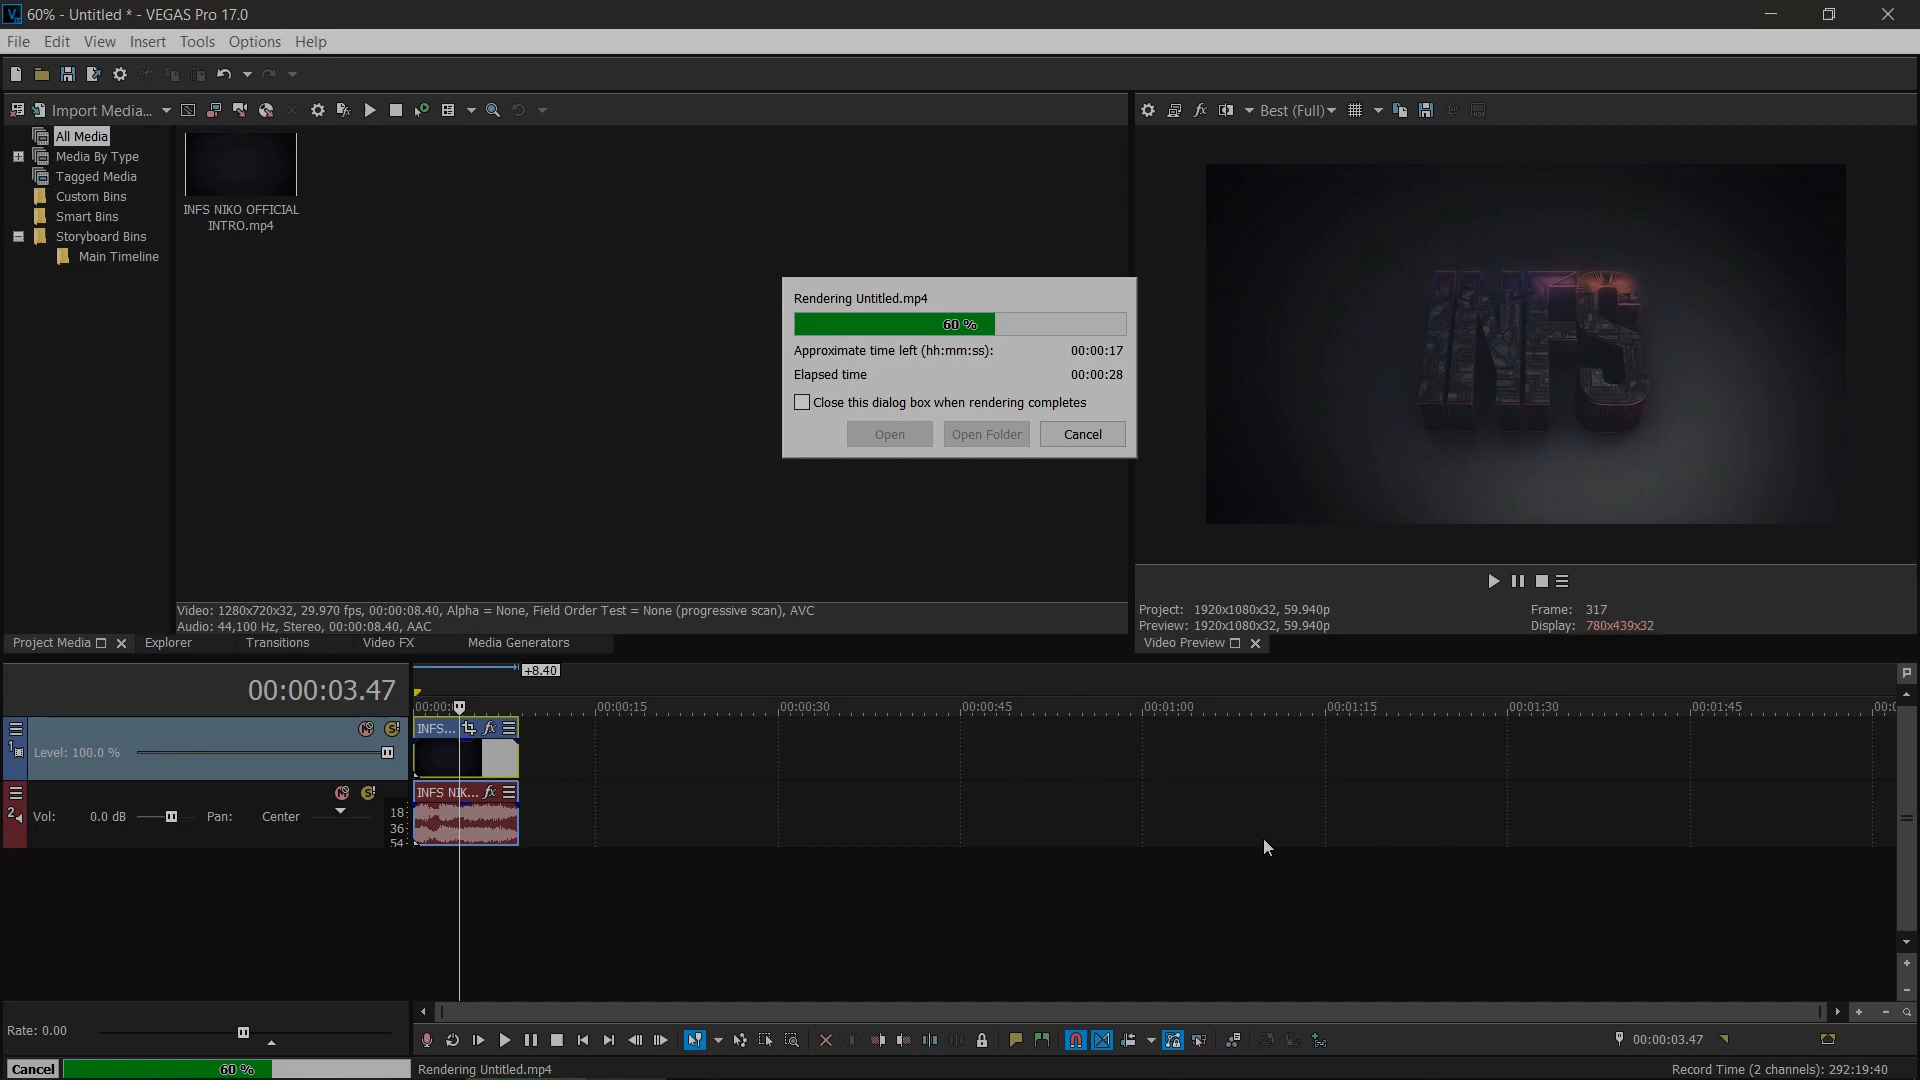 60% - Untitled * - VEGAS Pro 17.0
File Edit View Insert Tools Options Help
Import Media...
Best (Full)
All Media
Media By Type
Tagged Media
Custom Bins
Smart Bins
Storyboard Bins
Main Timeline
INFS NIKO OFFICIAL
INTRO.mp4
INFS
Rendering Untitled.mp4
60 %
Approximate time left (hh:mm:ss): 00:00:17
Elapsed time 00:00:28
Close this dialog box when rendering completes
Open Open Folder Cancel
Video: 1280x720x32, 29.970 fps, 00:00:08.40, Alpha = None, Field Order Test = None (progressive scan), AVC
Audio: 44,100 Hz, Stereo, 00:00:08.40, AAC
Project: 1920x1080x32, 59.940p Frame: 317
Preview: 1920x1080x32, 59.940p Display: 780x439x32
Project Media Explorer Transitions Video FX Media Generators
Video Preview
+8.40
00:00:03.47
00:00:15 00:00:30 00:00:45 00:01:00 00:01:15 00:01:30 00:01:45
1 Level: 100.0 %
INFS...
INFS NIK...
2 Vol: 0.0 dB Pan: Center
18
36
54
Rate: 0.00
00:00:03.47
Cancel 60 % Rendering Untitled.mp4 Record Time (2 channels): 292:19:40